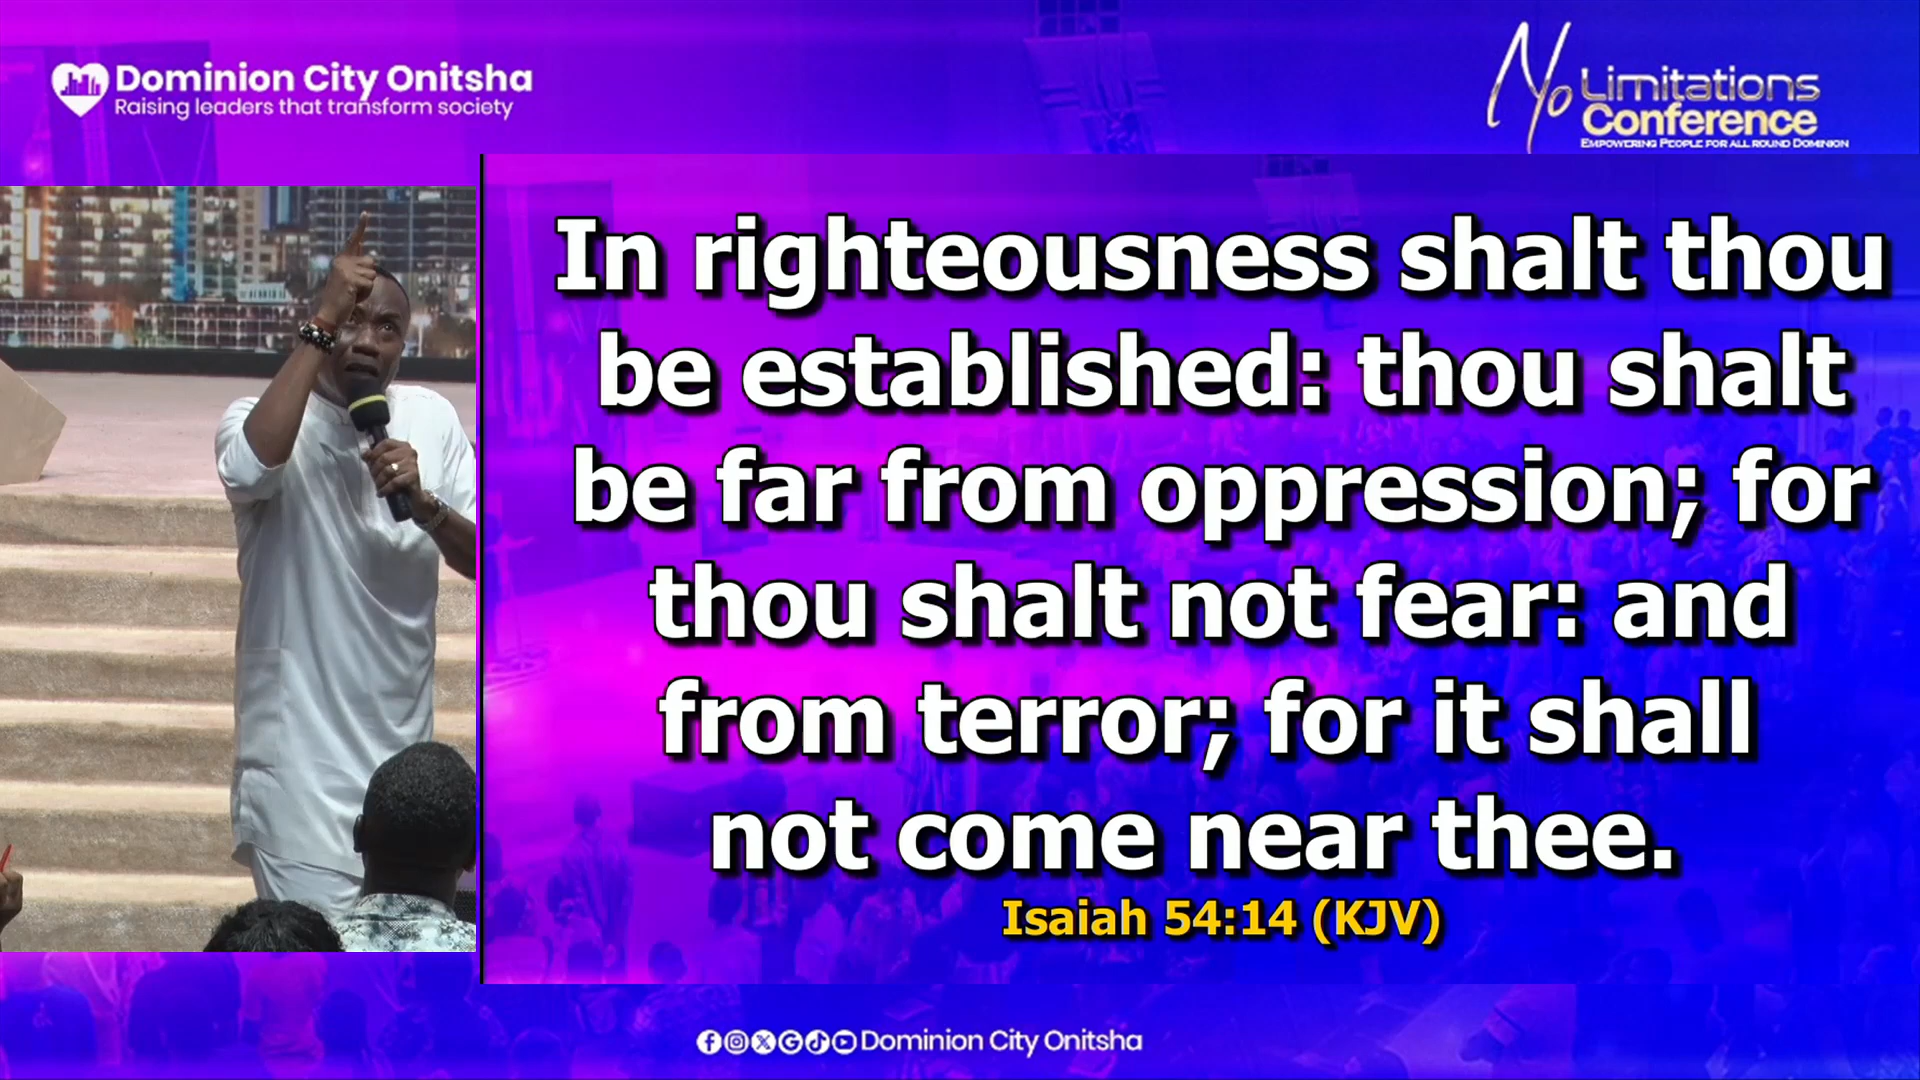 Dominion City Onitsha
Raising leaders that transform society
No Limitations
Conference
EMPOWERING PEOPLE FOR ALL ROUND DOMINION
In righteousness shalt thou
be established: thou shalt
be far from oppression; for
thou shalt not fear: and
from terror; for it shall
not come near thee.
Isaiah 54:14 (KJV)
Dominion City Onitsha